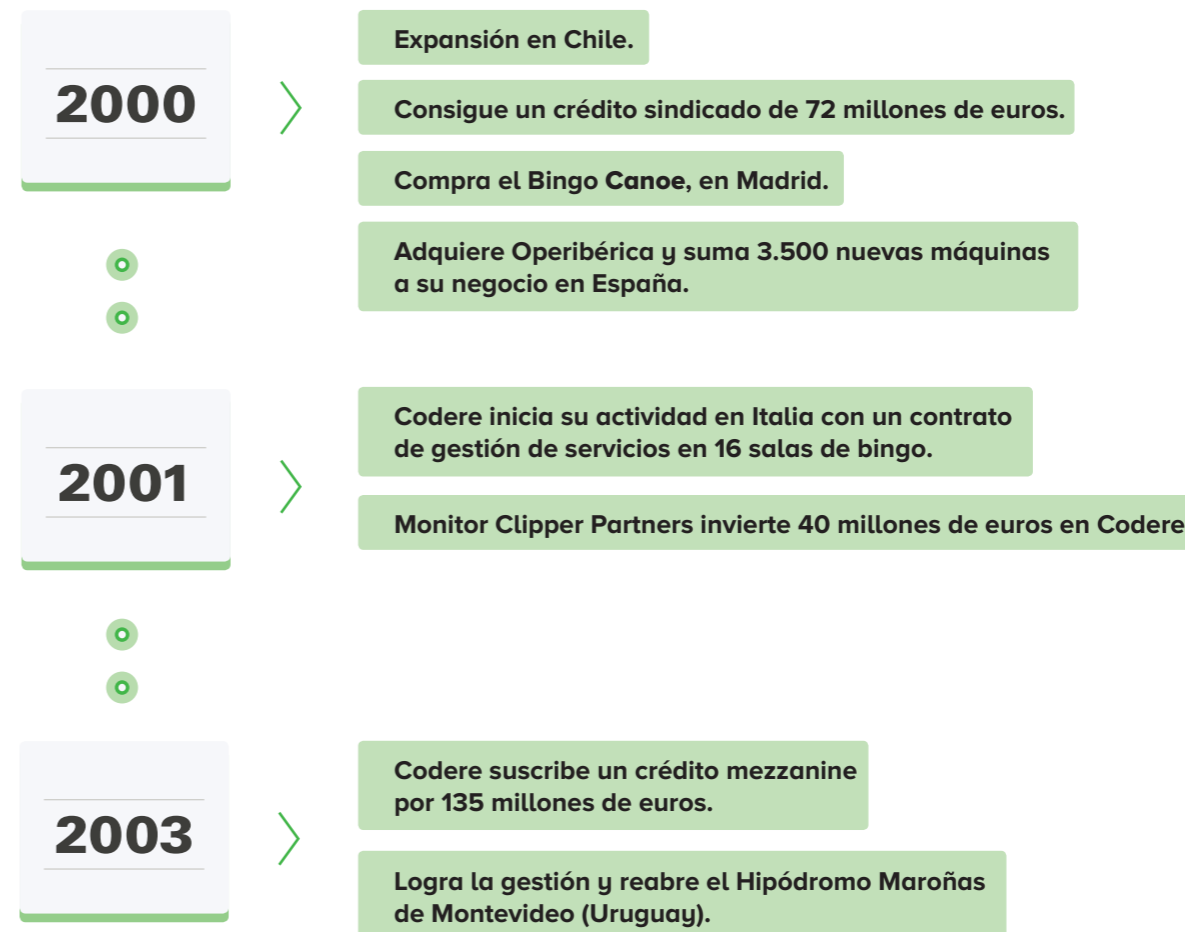 2000
Expansión en Chile.
Consigue un crédito sindicado de 72 millones de euros.
Compra el Bingo Canoe, en Madrid.
Adquiere Operibérica y suma 3.500 nuevas máquinas
a su negocio en España.
2001
Codere inicia su actividad en Italia con un contrato
de gestión de servicios en 16 salas de bingo.
Monitor Clipper Partners invierte 40 millones de euros en Codere
2003
Codere suscribe un crédito mezzanine
por 135 millones de euros.
Logra la gestión y reabre el Hipódromo Maroñas
de Montevideo (Uruguay).